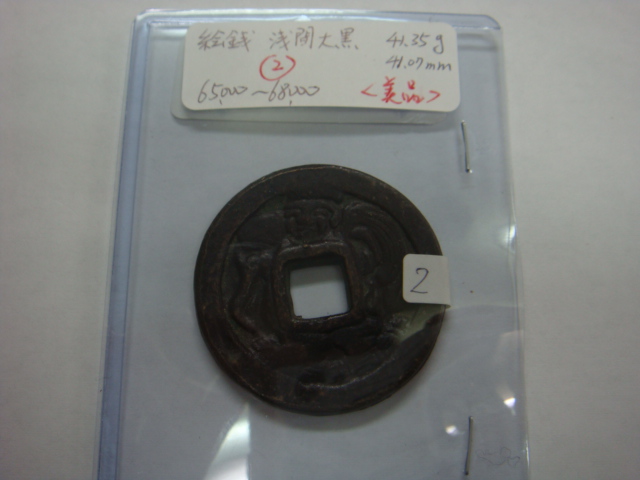 絵銭 浅間大黒 41.35g
② 41.07mm
65,000～68,000 <美品>
2